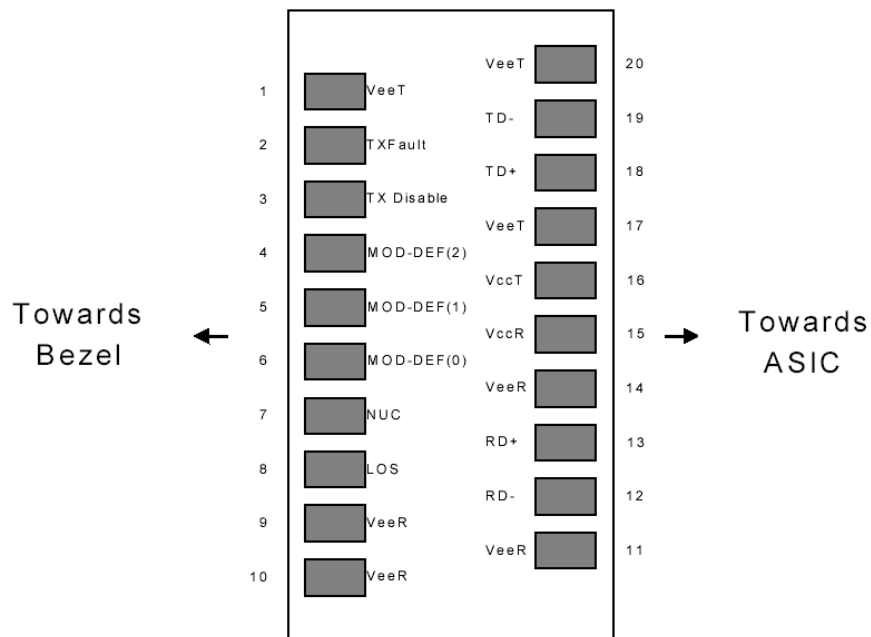 VeeT 20
1 VeeT
TD- 19
2 TXFault
TD+ 18
3 TX Disable
VeeT 17
4 MOD-DEF(2)
VccT 16
5 MOD-DEF(1)
Towards
Bezel
VccR 15
Towards
ASIC
6 MOD-DEF(0)
VeeR 14
7 NUC
RD+ 13
8 LOS
RD- 12
9 VeeR
VeeR 11
10 VeeR